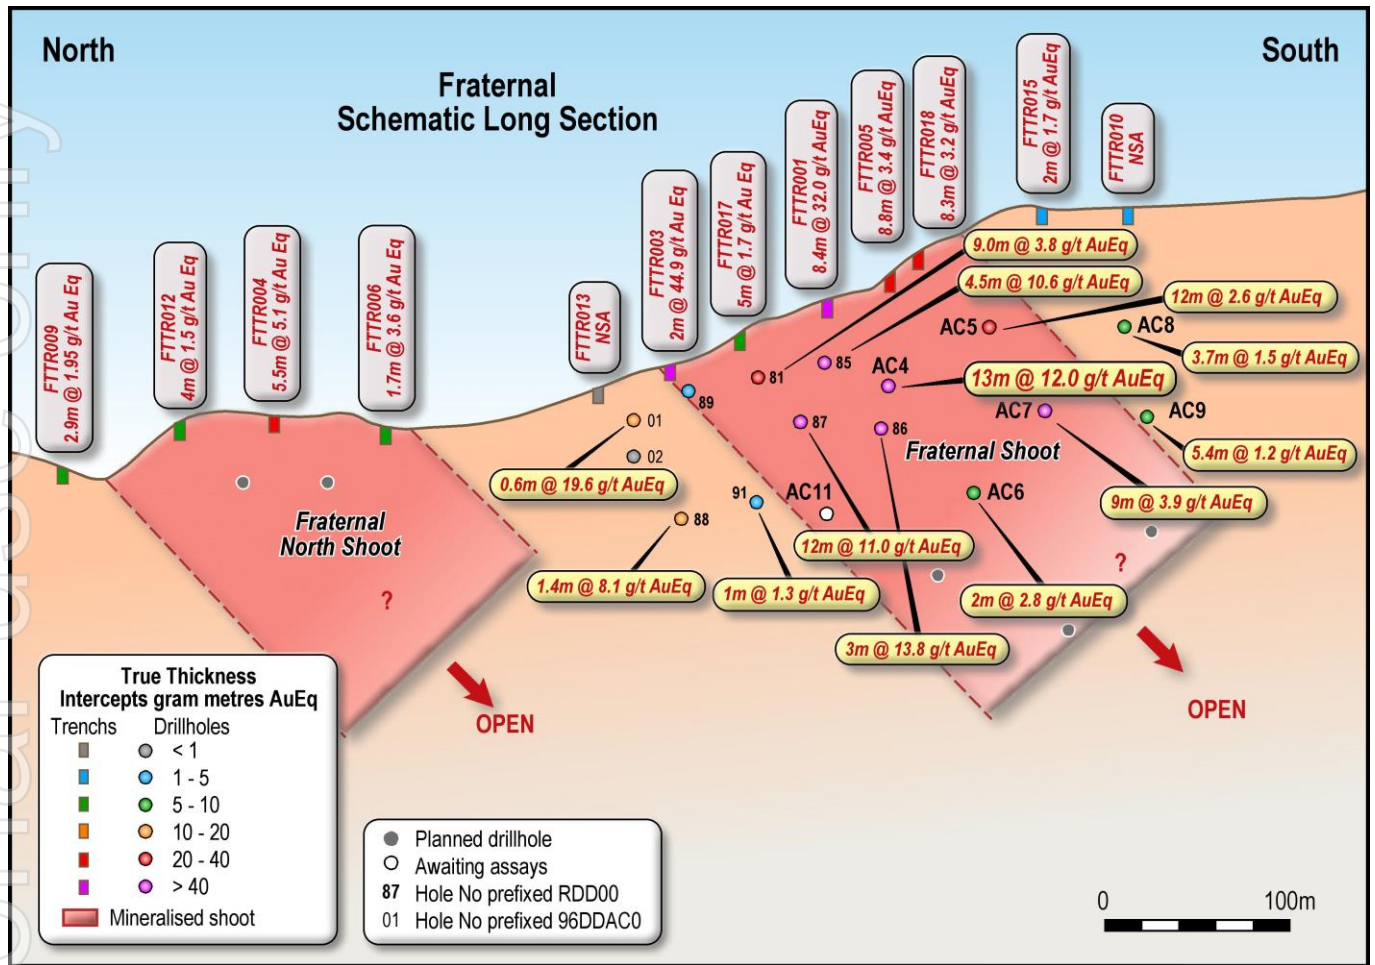 North
South
Fraternal
Schematic Long Section
FTTR009
2.9m @ 1.95 g/t Au Eq
FTTR012
4m @ 1.5 g/t Au Eq
FTTR004
5.5m @ 5.1 g/t Au Eq
FTTR006
1.7m @ 3.6 g/t Au Eq
FTTR013
NSA
FTTR003
2m @ 44.9 g/t Au Eq
FTTR017
5m @ 1.7 g/t Au Eq
FTTR001
8.4m @ 32.0 g/t AuEq
FTTR005
8.8m @ 3.4 g/t AuEq
FTTR018
8.3m @ 3.2 g/t AuEq
FTTR015
2m @ 1.7 g/t AuEq
FTTR010
NSA
9.0m @ 3.8 g/t AuEq
4.5m @ 10.6 g/t AuEq
12m @ 2.6 g/t AuEq
AC5
AC8
3.7m @ 1.5 g/t AuEq
81
85
AC4
13m @ 12.0 g/t AuEq
89
87
86
AC7
AC9
01
02
Fraternal Shoot
5.4m @ 1.2 g/t AuEq
0.6m @ 19.6 g/t AuEq
91
AC11
AC6
9m @ 3.9 g/t AuEq
88
Fraternal
North Shoot
12m @ 11.0 g/t AuEq
?
?
1.4m @ 8.1 g/t AuEq
1m @ 1.3 g/t AuEq
2m @ 2.8 g/t AuEq
3m @ 13.8 g/t AuEq
OPEN
OPEN
True Thickness
Intercepts gram metres AuEq
Trenchs Drillholes
< 1
1 - 5
5 - 10
10 - 20
20 - 40
> 40
Mineralised shoot
Planned drillhole
Awaiting assays
87 Hole No prefixed RDD00
01 Hole No prefixed 96DDAC0
0 100m